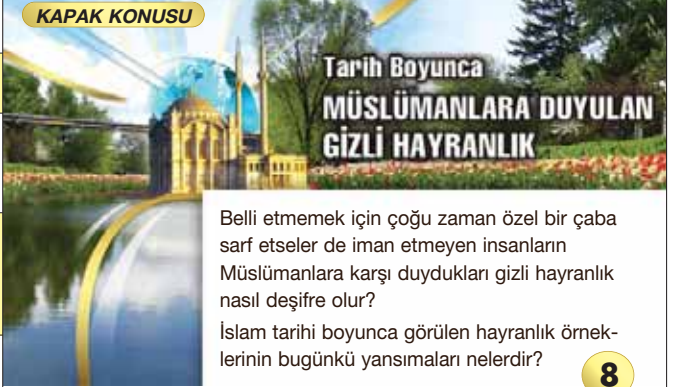 KAPAK KONUSU
Tarih Boyunca
MÜSLÜMANLARA DUYULAN
GİZLİ HAYRANLIK
Belli etmemek için çoğu zaman özel bir çaba
sarf etseler de iman etmeyen insanların
Müslümanlara karşı duydukları gizli hayranlık
nasıl deşifre olur?
İslam tarihi boyunca görülen hayranlık örnek-
lerinin bugünkü yansımaları nelerdir?
8